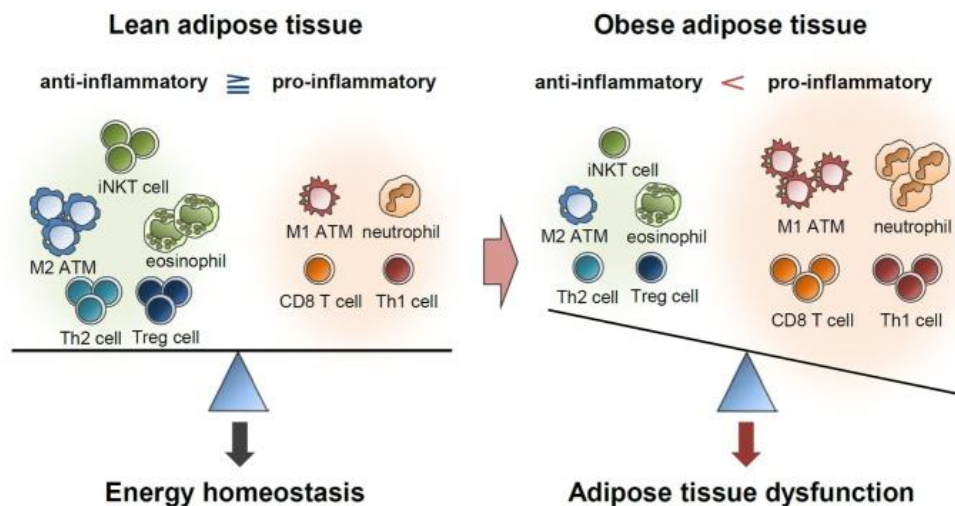 Lean adipose tissue
anti-inflammatory ≧ pro-inflammatory
iNKT cell
M2 ATM
eosinophil
Th2 cell
Treg cell
M1 ATM
neutrophil
CD8 T cell
Th1 cell
Energy homeostasis
Obese adipose tissue
anti-inflammatory < pro-inflammatory
iNKT cell
M2 ATM
eosinophil
Th2 cell
Treg cell
M1 ATM
neutrophil
CD8 T cell
Th1 cell
Adipose tissue dysfunction